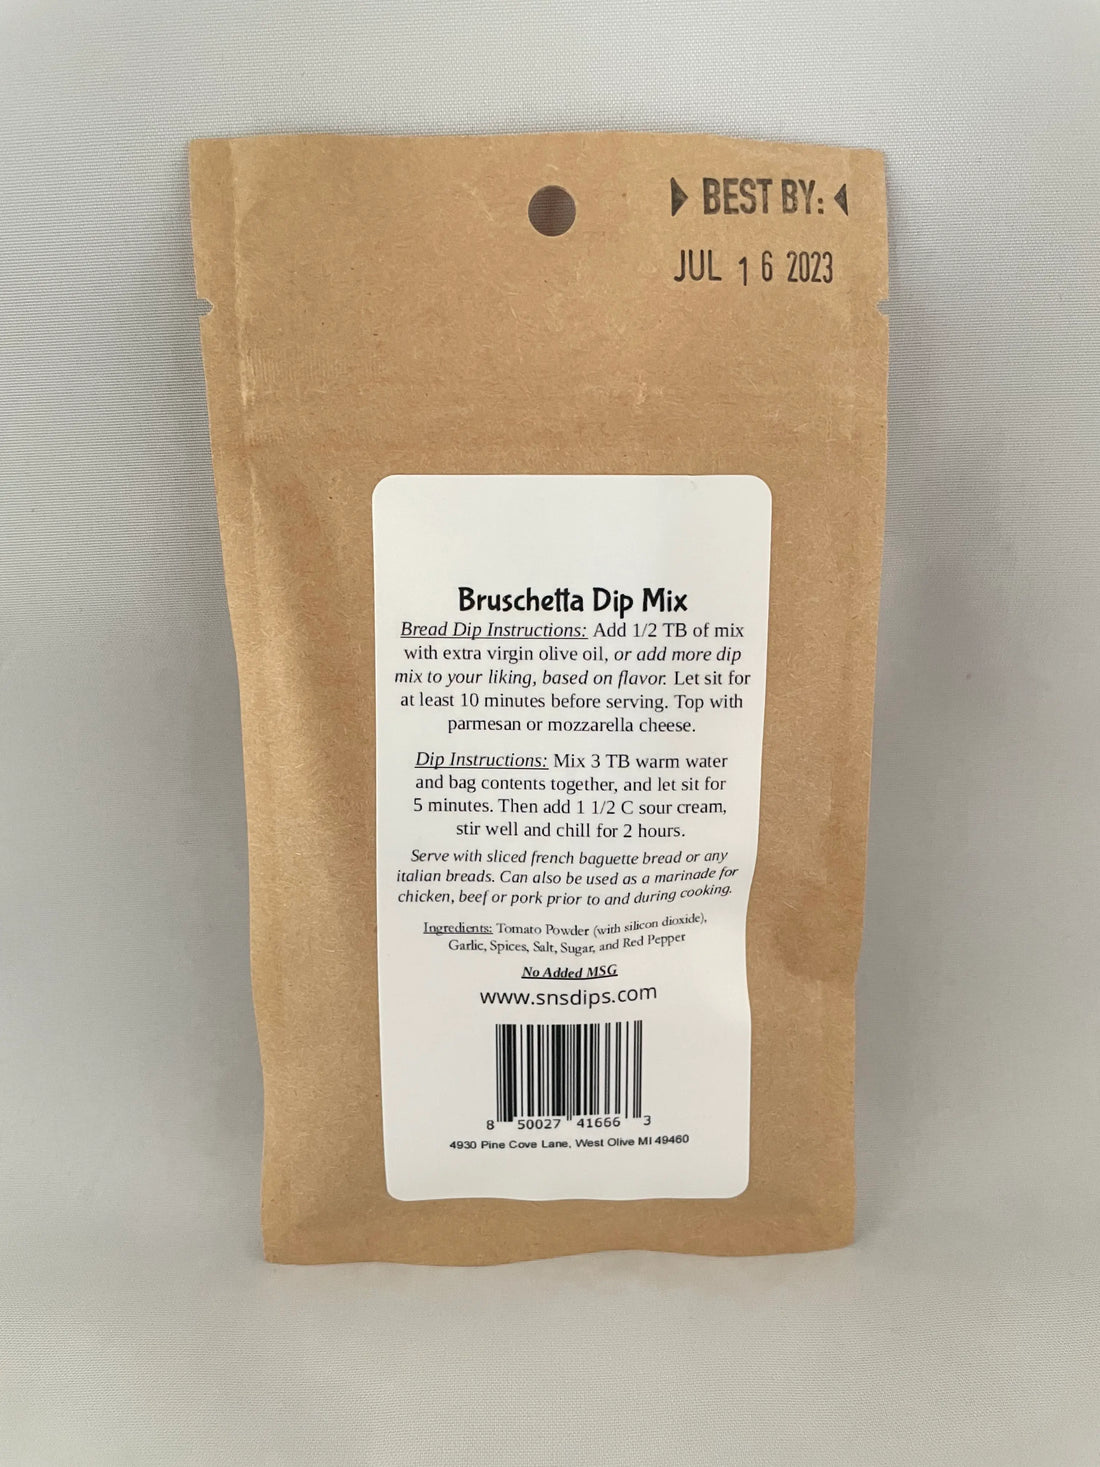 BEST BY:
JUL 16 2023
Bruschetta Dip Mix
Bread Dip Instructions: Add 1/2 TB of mix
with extra virgin olive oil, or add more dip
mix to your liking, based on flavor. Let sit for
at least 10 minutes before serving. Top with
parmesan or mozzarella cheese.
Dip Instructions: Mix 3 TB warm water
and bag contents together, and let sit for
5 minutes. Then add 1 1/2 C sour cream,
stir well and chill for 2 hours.
Serve with sliced french baguette bread or any
italian breads. Can also be used as a marinade for
chicken, beef or pork prior to and during cooking.
Ingredients: Tomato Powder (with silicon dioxide),
Garlic, Spices, Salt, Sugar, and Red Pepper
No Added MSG
www.snsdips.com
8 50027 41666 3
4930 Pine Cove Lane, West Olive MI 49460